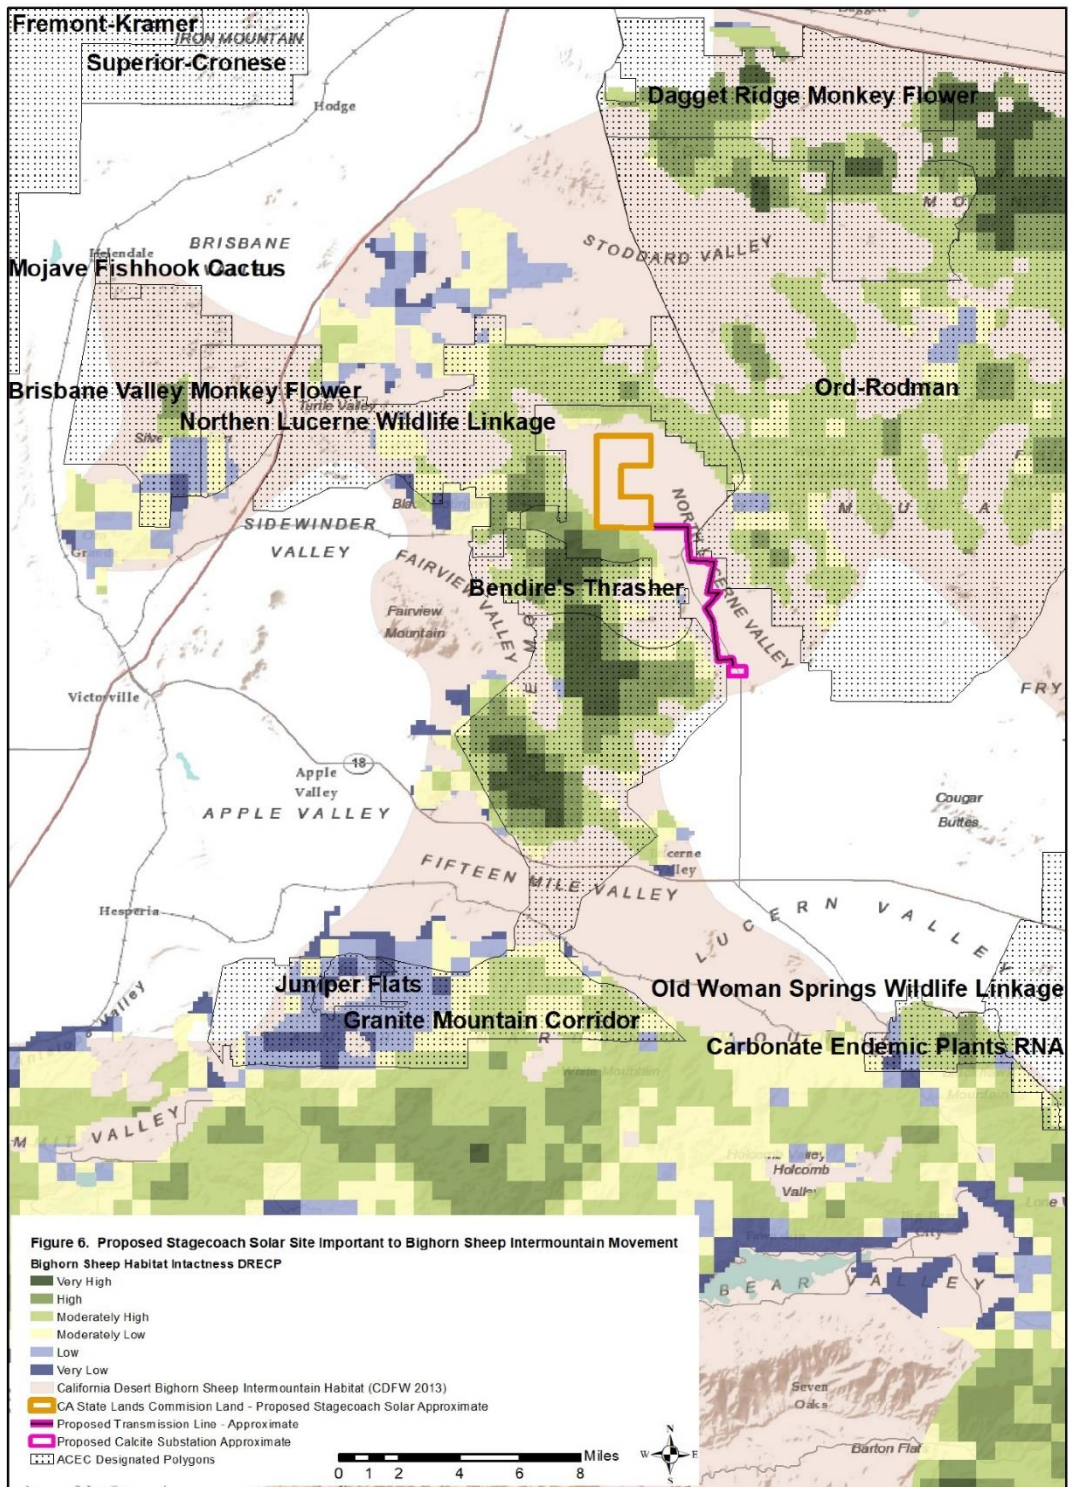 Fremont-Kramer
IRON MOUNTAIN
Superior-Cronese
Hodge
Dagget Ridge Monkey Flower
BRISBANE
Helendale
STODDARD VALLEY
Mojave Fishhook Cactus
Brisbane Valley Monkey Flower
Ord-Rodman
Turtle Valley
Northen Lucerne Wildlife Linkage
SIDEWINDER
VALLEY
NORTH LUCERNE VALLEY
FAIRVIEW VALLEY
Bendire's Thrasher
Fairview
Mountain
FRY
Victorville
18
Apple
Valley
APPLE VALLEY
Cougar
Buttes
FIFTEEN MILE VALLEY
Hesperia
LUCERN VALLEY
Juniper Flats
Old Woman Springs Wildlife Linkage
Granite Mountain Corridor
Carbonate Endemic Plants RNA
VALLEY
Holcomb
Valley
BEAR VALLEY
Seven
Oaks
Barton Flat
Figure 6. Proposed Stagecoach Solar Site Important to Bighorn Sheep Intermountain Movement
Bighorn Sheep Habitat Intactness DRECP
Very High
High
Moderately High
Moderately Low
Low
Very Low
California Desert Bighorn Sheep Intermountain Habitat (CDFW 2013)
CA State Lands Commision Land - Proposed Stagecoach Solar Approximate
Proposed Transmission Line - Approximate
Proposed Calcite Substation Approximate
ACEC Designated Polygons
Miles
0 1 2 4 6 8
N
W E
S